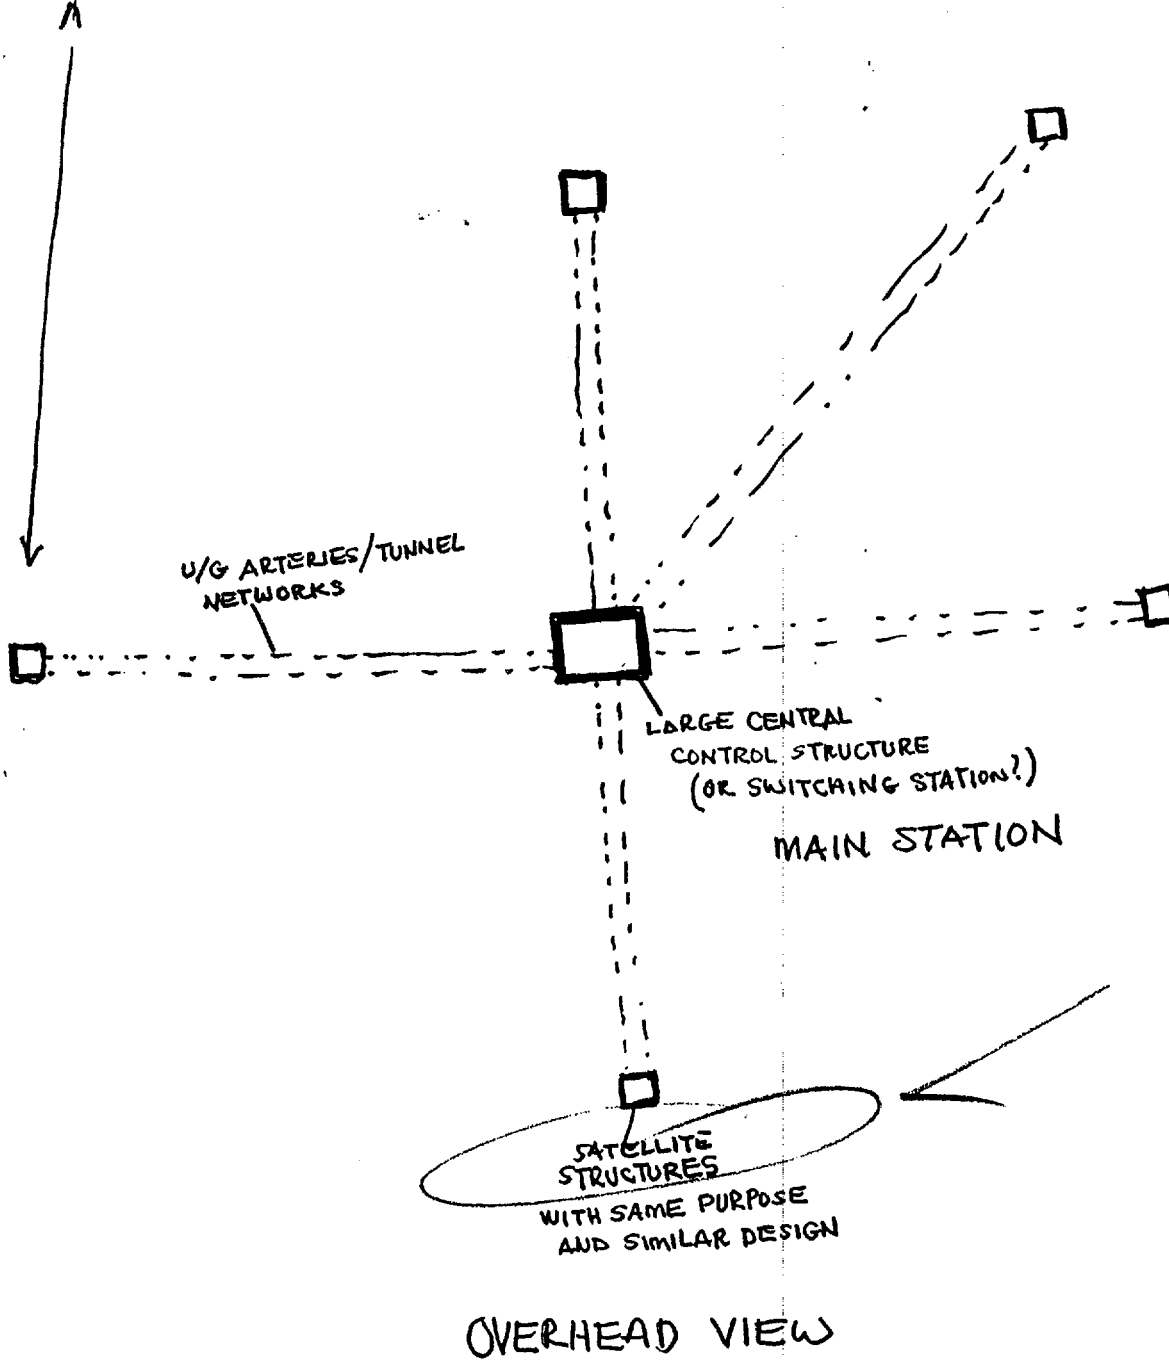 U/G ARTERIES/TUNNEL
NETWORKS
LARGE CENTRAL
CONTROL STRUCTURE
(OR SWITCHING STATION?)
MAIN STATION
SATELLITE
STRUCTURES
WITH SAME PURPOSE
AND SIMILAR DESIGN
OVERHEAD VIEW